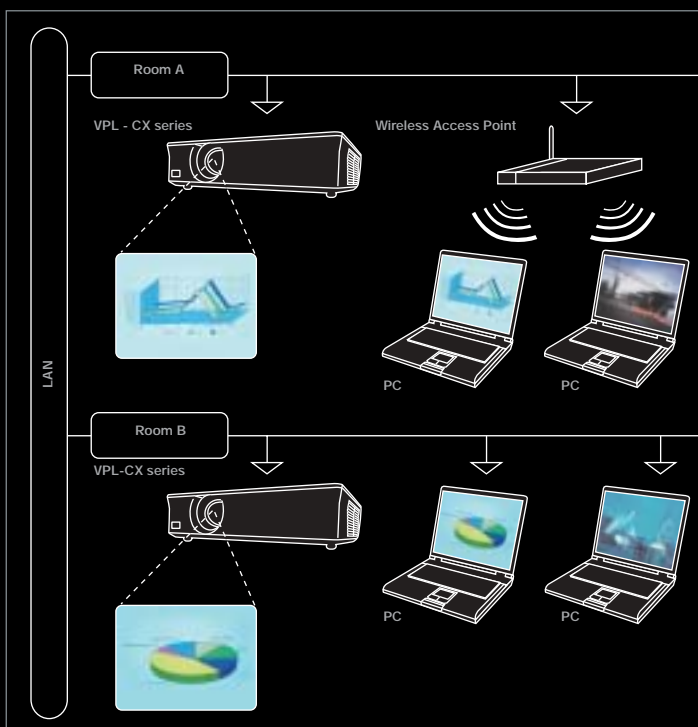 LAN
Room A
VPL - CX series
Wireless Access Point
PC
PC
Room B
VPL-CX series
PC
PC